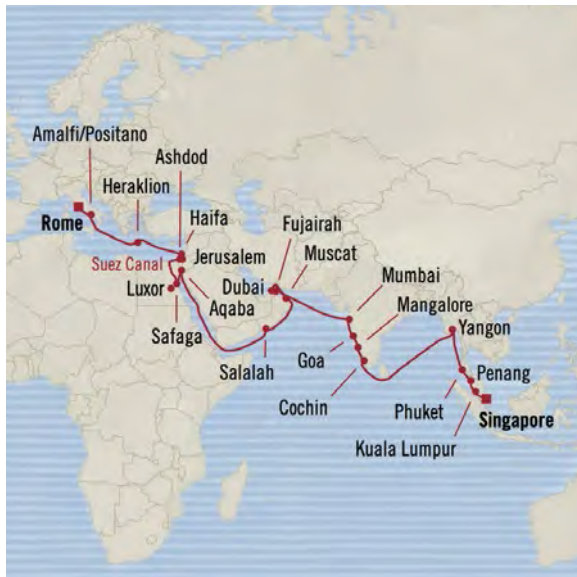 Amalfi/Positano
Ashdod
Heraklion
Haifa
Rome
Fujairah
Suez Canal
Jerusalem
Muscat
Dubai
Luxor
Aqaba
Mumbai
Mangalore
Safaga
Yangon
Goa
Salalah
Penang
Cochin
Phuket
Singapore
Kuala Lumpur